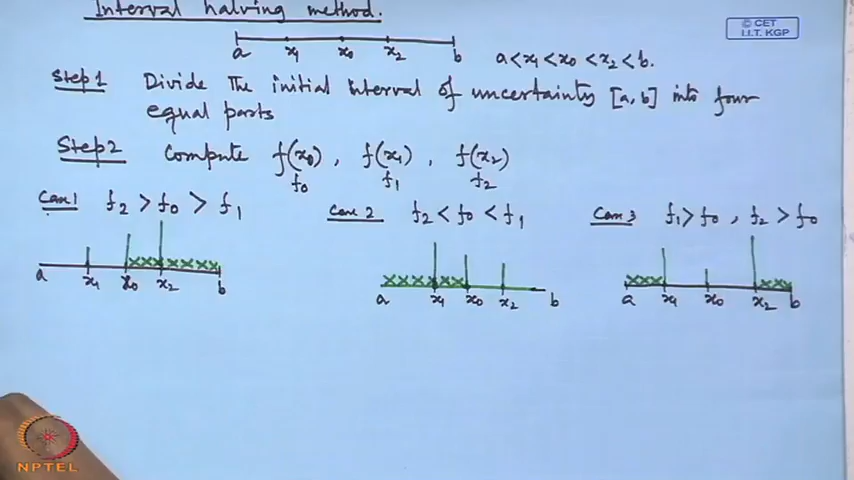 Interval halving method.
© CET
I.I.T. KGP
a x₁ x₀ x₂ b
a < x₁ < x₀ < x₂ < b.
Step 1 Divide The initial interval of uncertainty [a, b] into four
equal parts
Step 2 Compute f(x₀), f(x₁), f(x₂)
f₀ f₁ f₂
Case 1 f₂ > f₀ > f₁
Case 2 f₂ < f₀ < f₁
Case 3 f₁ > f₀, f₂ > f₀
a x₁ x₀ x₂ b
a x₁ x₀ x₂ b
a x₁ x₀ x₂ b
NPTEL